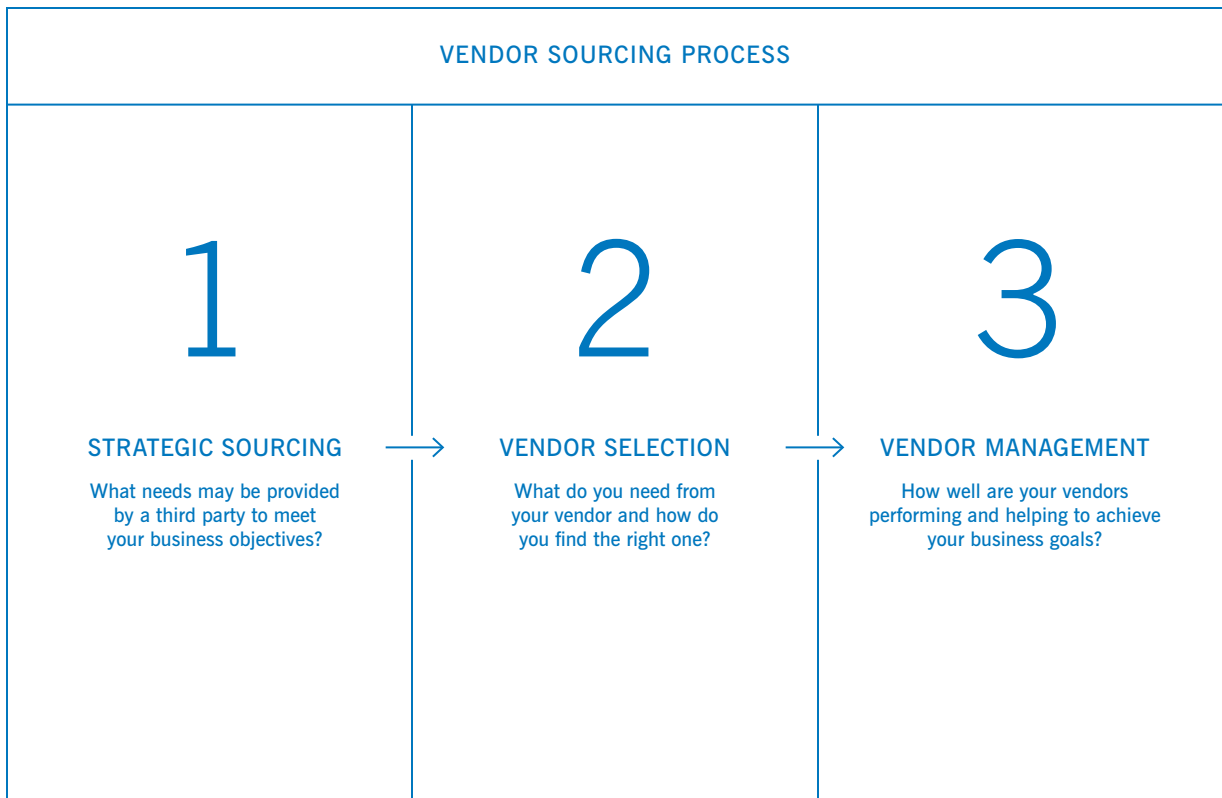 VENDOR SOURCING PROCESS
1
STRATEGIC SOURCING
What needs may be provided
by a third party to meet
your business objectives?
2
VENDOR SELECTION
What do you need from
your vendor and how do
you find the right one?
3
VENDOR MANAGEMENT
How well are your vendors
performing and helping to achieve
your business goals?